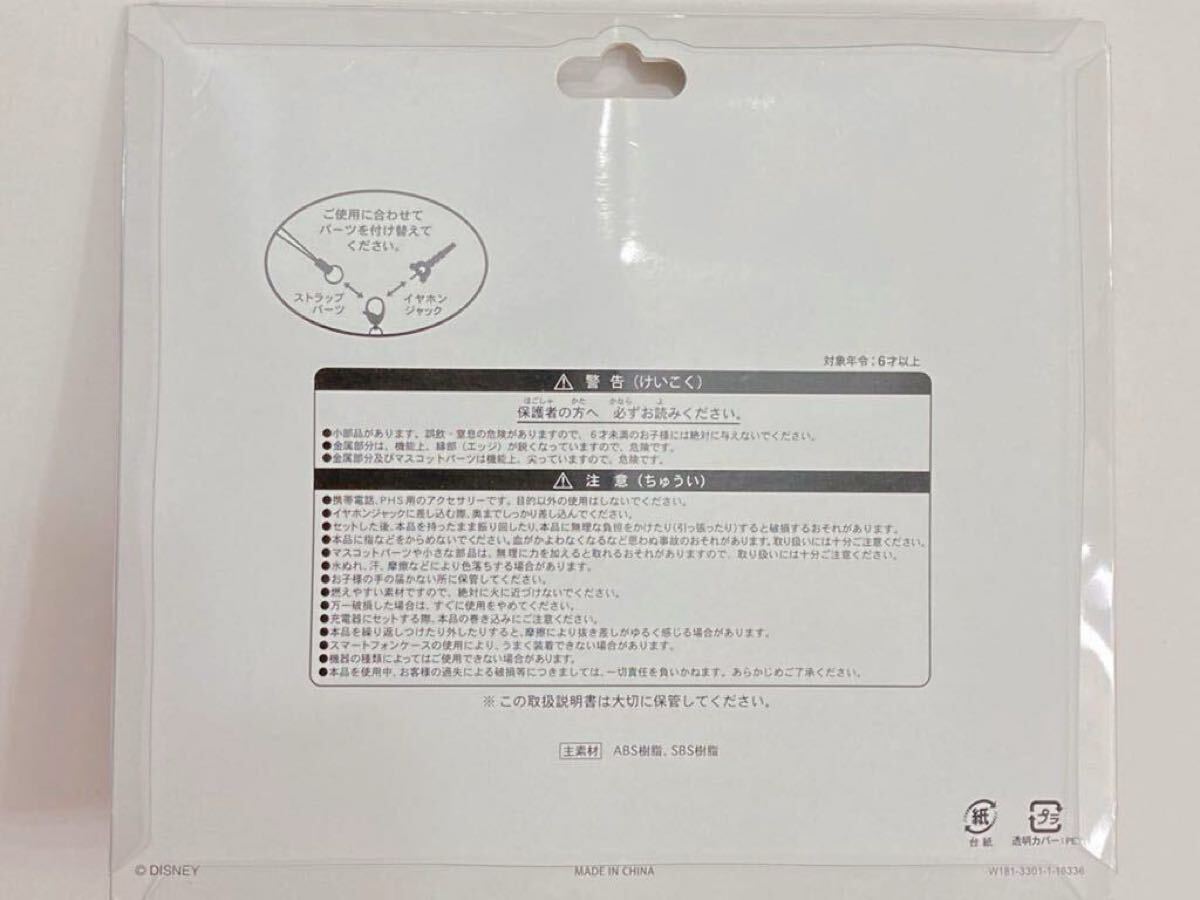 ご使用に合わせて
パーツを付け替えて
ください。
ストラップ
パーツ
イヤホン
ジャック
対象年令:6才以上
⚠ 警告(けいこく)
ほごしゃ かた かなら よ
保護者の方へ 必ずお読みください。
●小部品があります。誤飲・窒息の危険がありますので、6才未満のお子様には絶対に与えないでください。
●金属部分は、機能上、縁部(エッジ)が鋭くなっていますので、危険です。
●金属部分及びマスコットパーツは機能上、尖っていますので、危険です。
⚠ 注意(ちゅうい)
●携帯電話、PHS用のアクセサリーです。目的以外の使用はしないでください。
●イヤホンジャックに差し込む際、奥までしっかり差し込んでください。
●セットした後、本品を持ったまま振り回したり、本品に無理な負担をかけたり(引っ張ったり)すると破損するおそれがあります。
●本品に指などをからめないでください。血がかよわなくなるなど思わぬ事故のおそれがあります。取り扱いには十分ご注意ください。
●マスコットパーツや小さな部品は、無理に力を加えると取れるおそれがありますので、取り扱いには十分ご注意ください。
●水ぬれ、汗、摩擦などにより色落ちする場合があります。
●お子様の手の届かない所に保管してください。
●燃えやすい素材ですので、絶対に火に近づけないでください。
●万一破損した場合は、すぐに使用をやめてください。
●充電器にセットする際、本品の巻き込みにご注意ください。
●本品を繰り返しつけたり外したりすると、摩擦により抜き差しがゆるく感じる場合があります。
●スマートフォンケースの使用により、うまく装着できない場合があります。
●機器の種類によってはご使用できない場合があります。
●本品を使用中、お客様の過失による破損等につきましては、一切責任を負いかねます。あらかじめご了承ください。
※この取扱説明書は大切に保管してください。
主素材 ABS樹脂、SBS樹脂
紙
台紙
プラ
透明カバー:PET
© DISNEY
MADE IN CHINA
W181-3301-1-16336